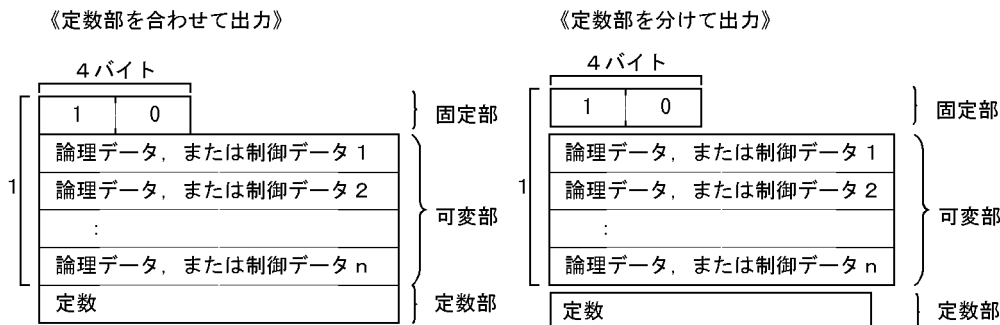 《定数部を合わせて出力》
4バイト
1 0
固定部
1
論理データ，または制御データ1
論理データ，または制御データ2
：
論理データ，または制御データn
可変部
定数
定数部
《定数部を分けて出力》
4バイト
1 0
固定部
1
論理データ，または制御データ1
論理データ，または制御データ2
：
論理データ，または制御データn
可変部
定数
定数部